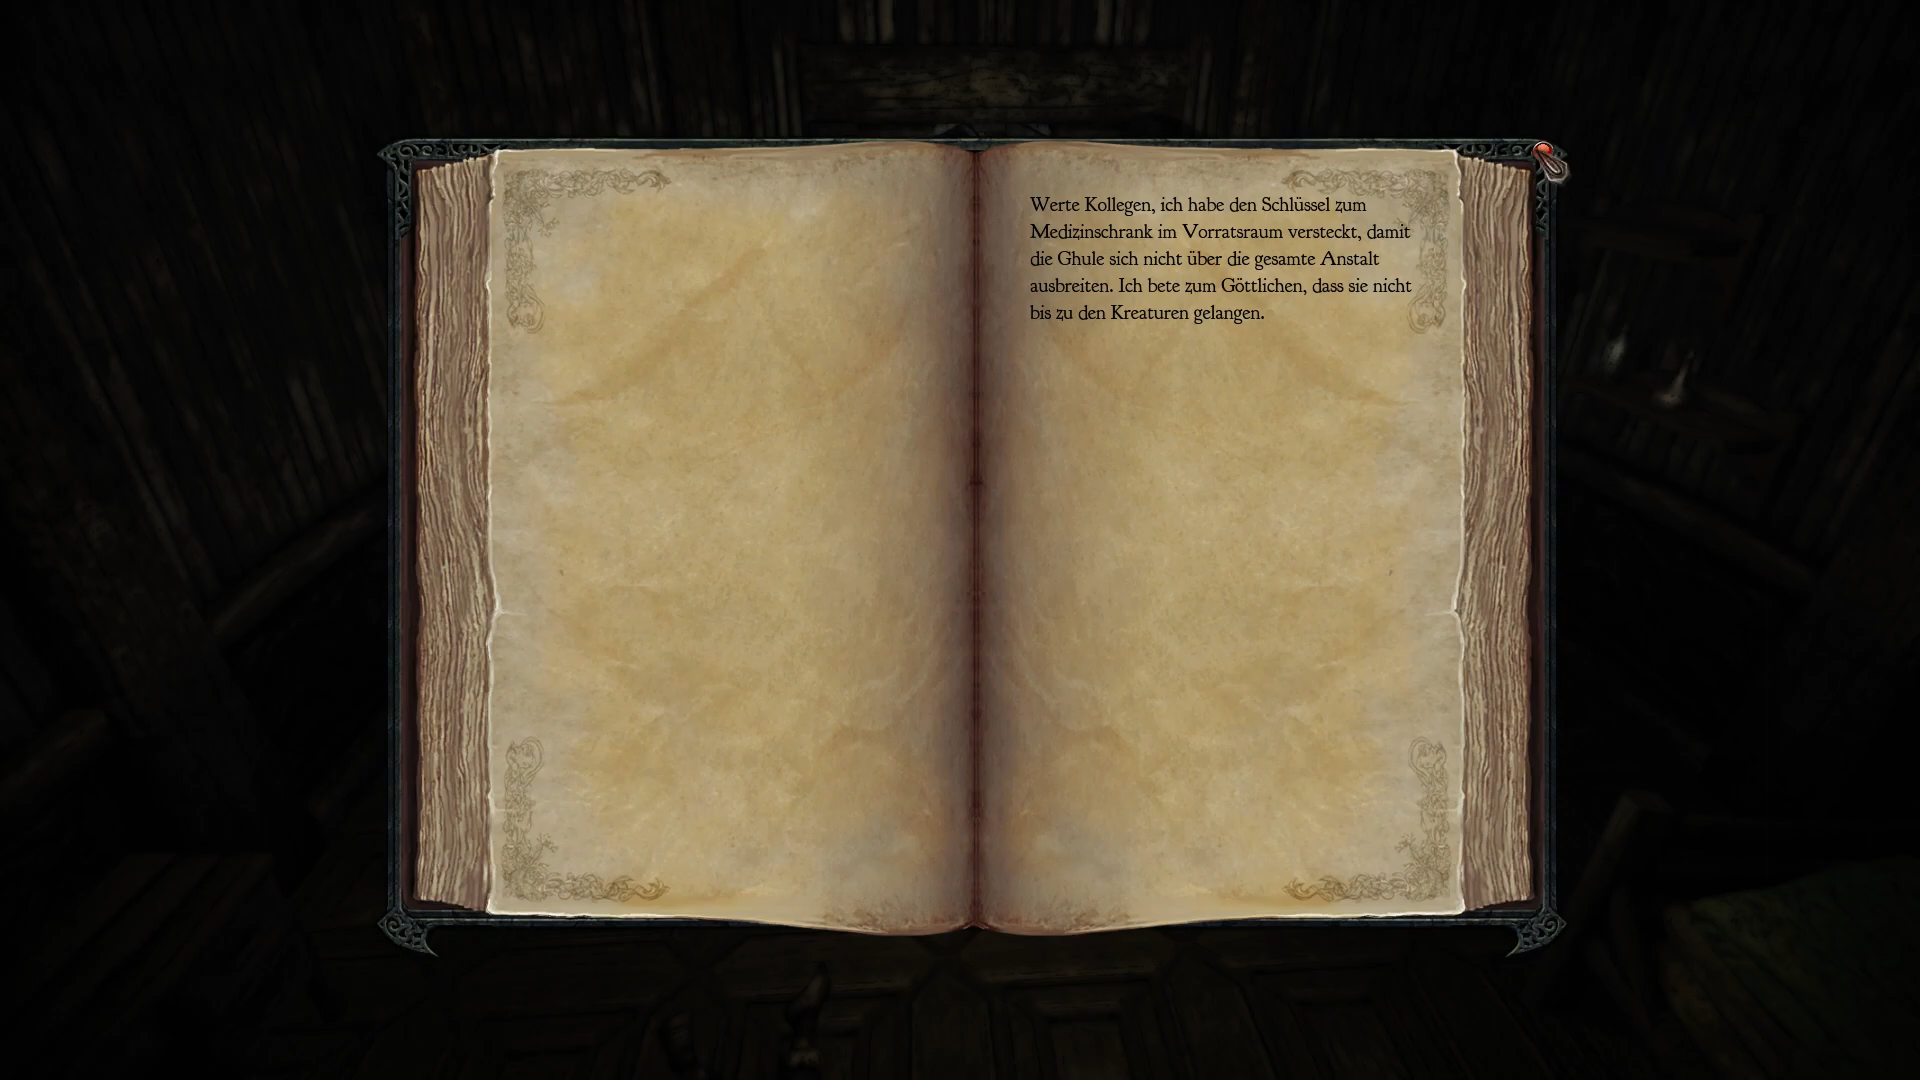 Werte Kollegen, ich habe den Schlüssel zum
Medizinschrank im Vorratsraum versteckt, damit
die Ghule sich nicht über die gesamte Anstalt
ausbreiten. Ich bete zum Göttlichen, dass sie nicht
bis zu den Kreaturen gelangen.